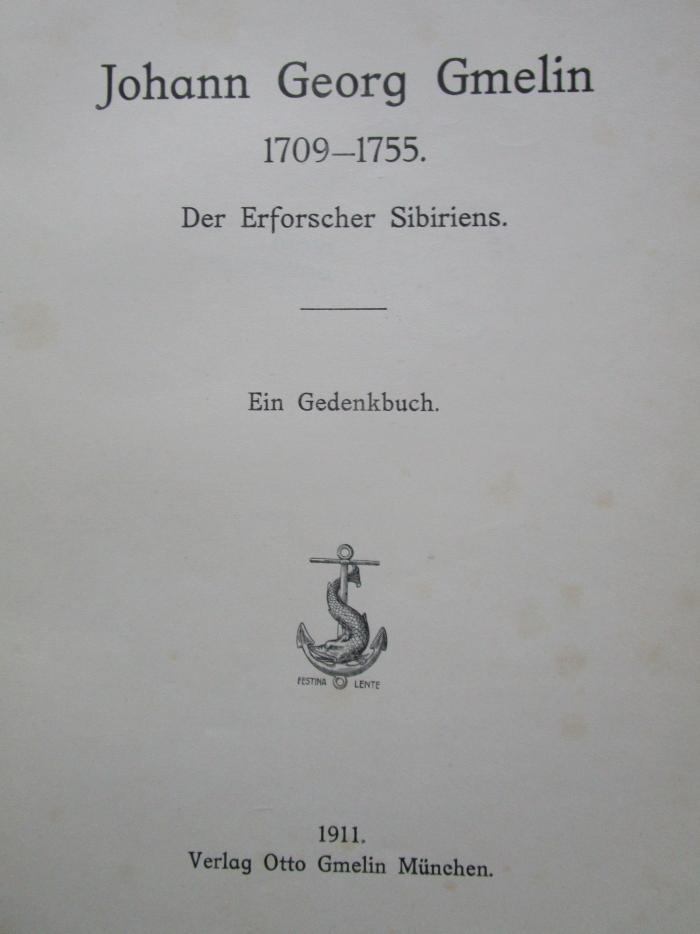 Johann Georg Gmelin
1709—1755.
Der Erforscher Sibiriens.
Ein Gedenkbuch.
FESTINA LENTE
1911.
Verlag Otto Gmelin München.